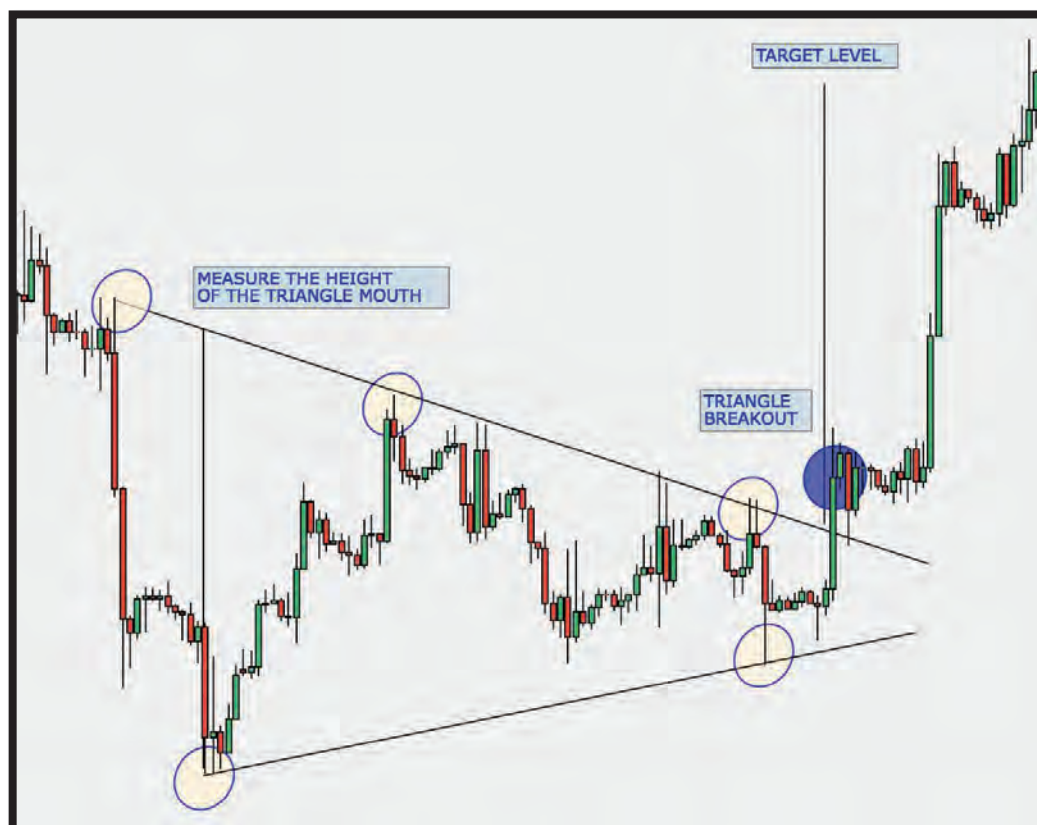 TARGET LEVEL
MEASURE THE HEIGHT
OF THE TRIANGLE MOUTH
TRIANGLE
BREAKOUT